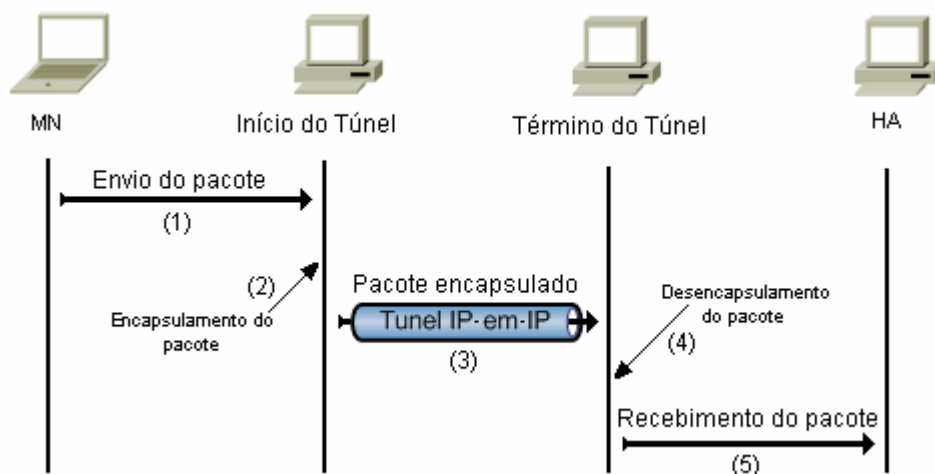 MN
Início do Túnel
Término do Túnel
HA
Envio do pacote
(1)
(2)
Encapsulamento do
pacote
Pacote encapsulado
Tunel IP-em-IP
(3)
Desencapsulamento
do pacote
(4)
Recebimento do pacote
(5)